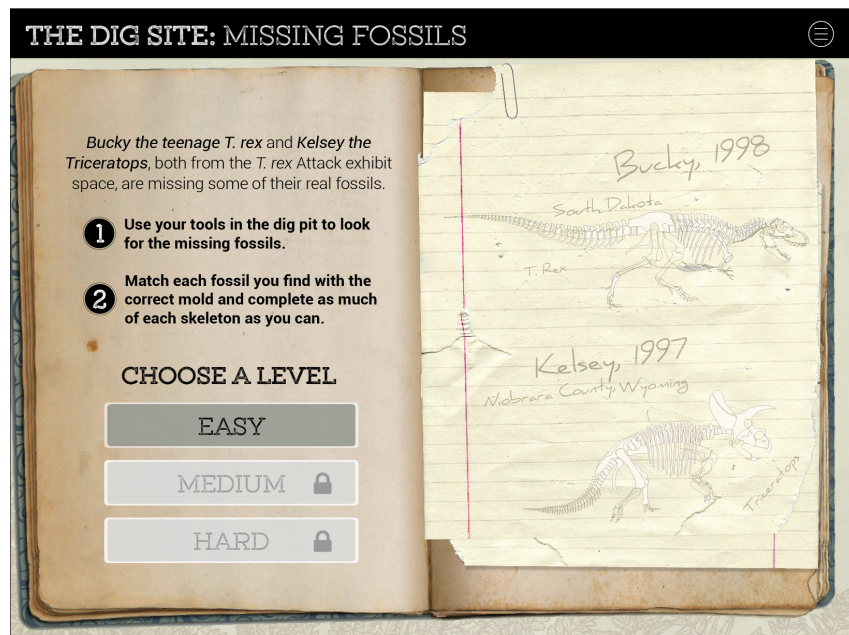 THE DIG SITE: MISSING FOSSILS
Bucky the teenage T. rex and Kelsey the
Triceratops, both from the T. rex Attack exhibit
space, are missing some of their real fossils.
1 Use your tools in the dig pit to look
for the missing fossils.
2 Match each fossil you find with the
correct mold and complete as much
of each skeleton as you can.
CHOOSE A LEVEL
EASY
MEDIUM
HARD
Bucky, 1998
South Dakota
T. Rex
Kelsey, 1997
Niobrara County, Wyoming
Triceratops